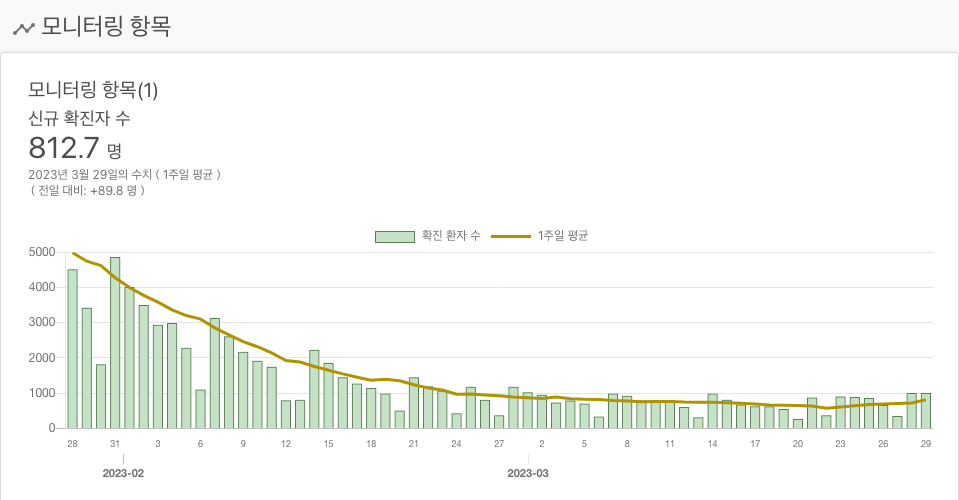 모니터링 항목
모니터링 항목(1)
신규 확진자 수
812.7 명
2023년 3월 29일의 수치 ( 1주일 평균 )
( 전일 대비: +89.8 명 )
확진 환자 수 1주일 평균
5000
4000
3000
2000
1000
0
28 31 3 6 9 12 15 18 21 24 27 2 5 8 11 14 17 20 23 26 29
2023-02 2023-03